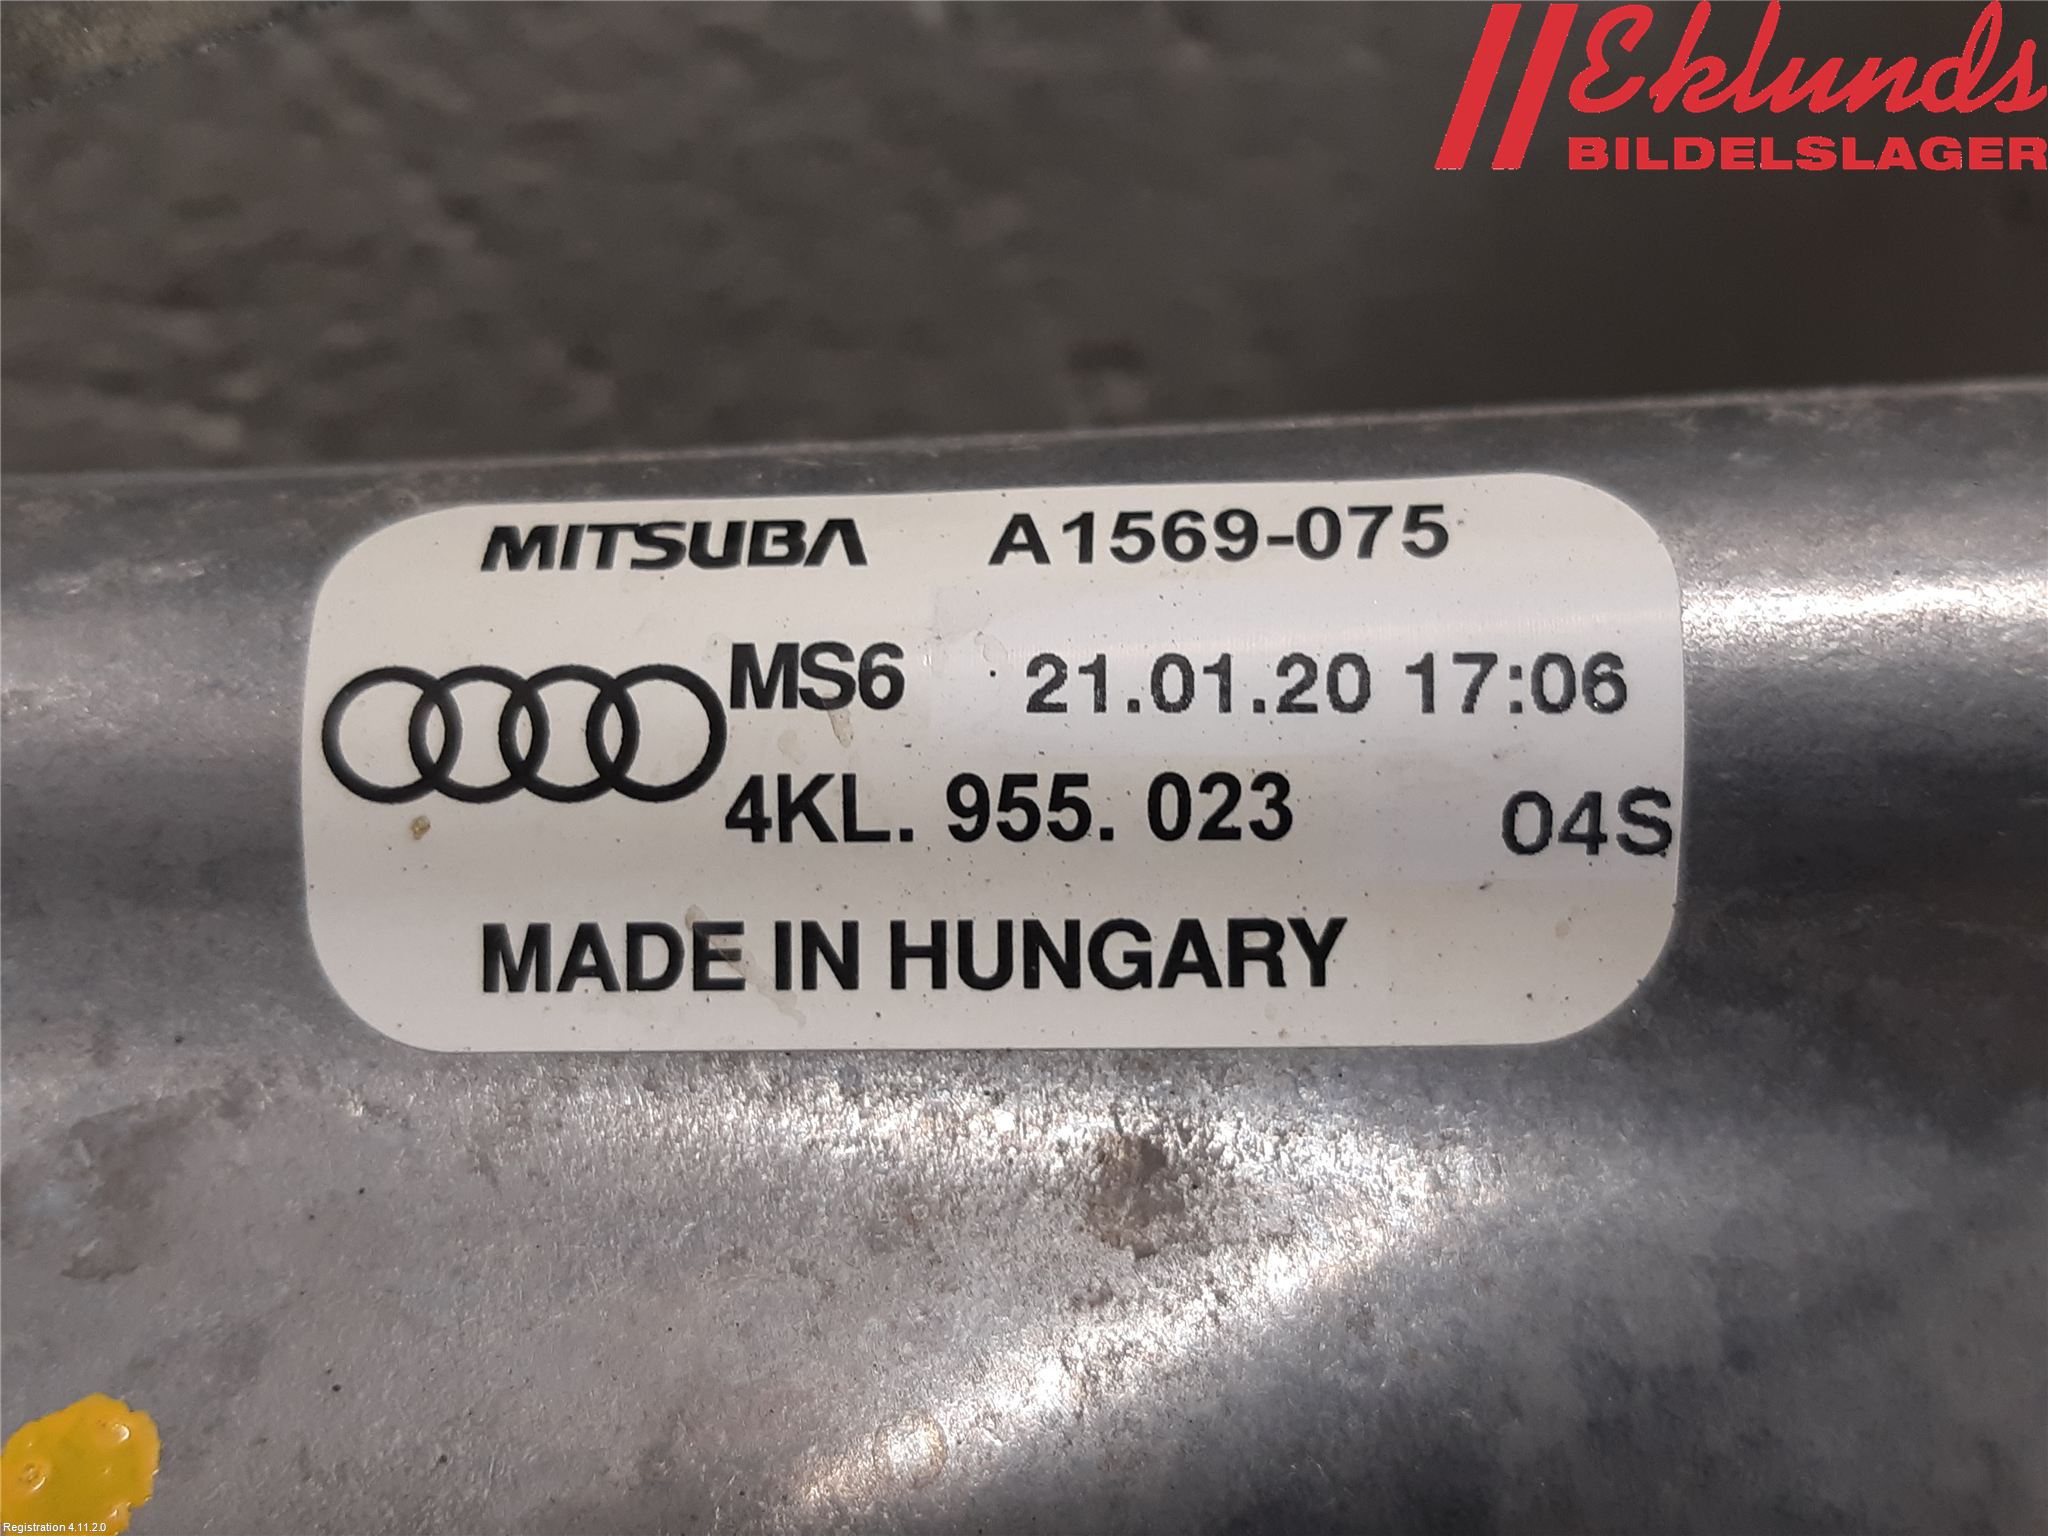 Eklunds
BILDELSLAGER
MITSUBA A1569-075
MS6 21.01.20 17:06
4KL. 955. 023 04S
MADE IN HUNGARY
Registration 4.11.2.0